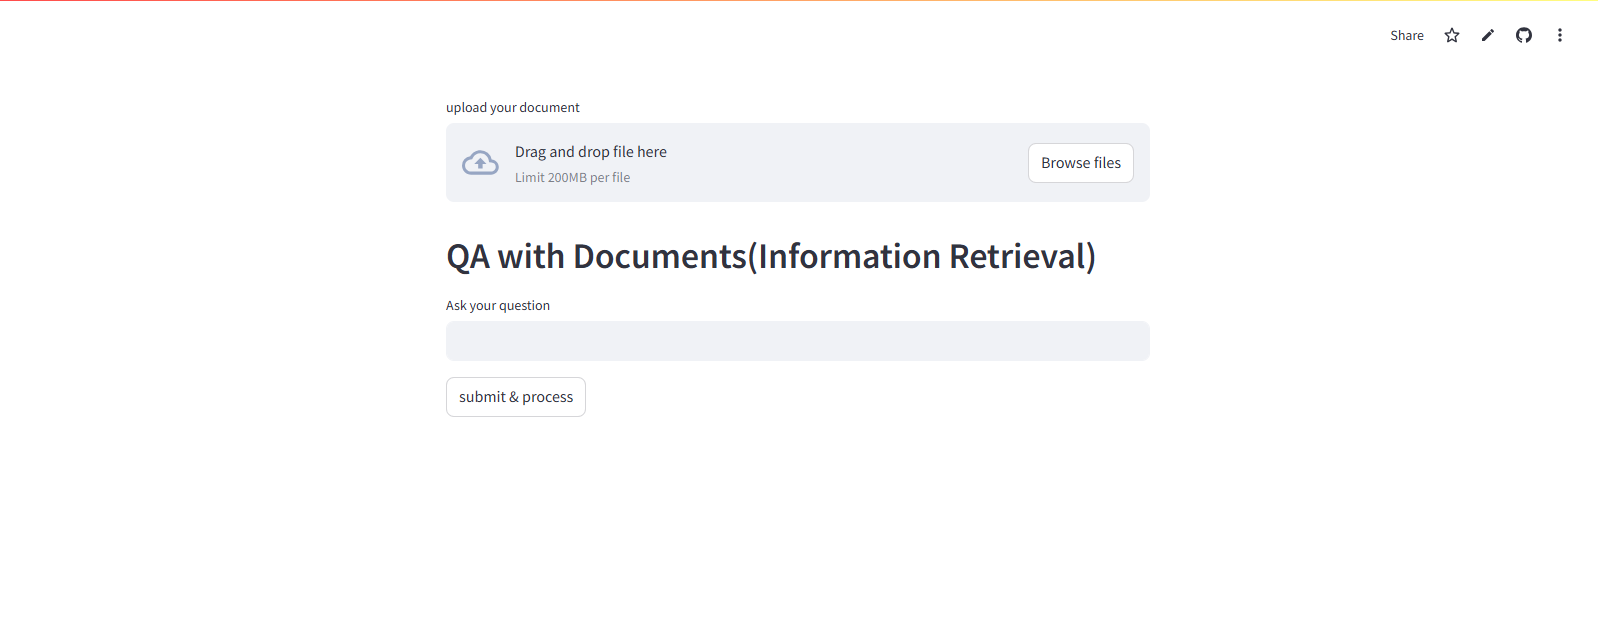 Share
upload your document
Drag and drop file here
Limit 200MB per file
Browse files
QA with Documents(Information Retrieval)
Ask your question
submit & process